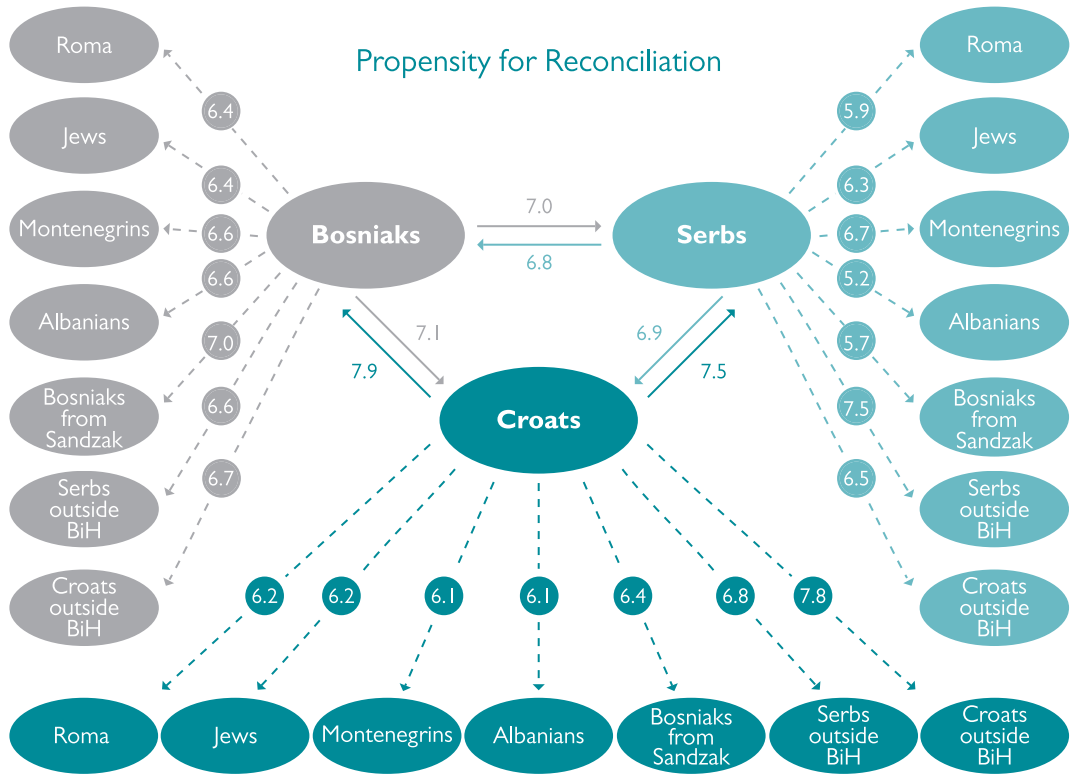 Propensity for Reconciliation
Roma
6.4
Jews
6.4
Montenegrins
6.6
Albanians
6.6
Bosniaks
from
Sandzak
7.0
Serbs
outside
BiH
6.6
Croats
outside
BiH
6.7
Bosniaks
7.0
6.8
Serbs
7.1
7.9
6.9
7.5
Croats
Roma
5.9
Jews
6.3
Montenegrins
6.7
Albanians
5.2
Bosniaks
from
Sandzak
5.7
Serbs
outside
BiH
7.5
Croats
outside
BiH
6.5
6.2
6.2
6.1
6.1
6.4
6.8
7.8
Roma
Jews
Montenegrins
Albanians
Bosniaks
from
Sandzak
Serbs
outside
BiH
Croats
outside
BiH